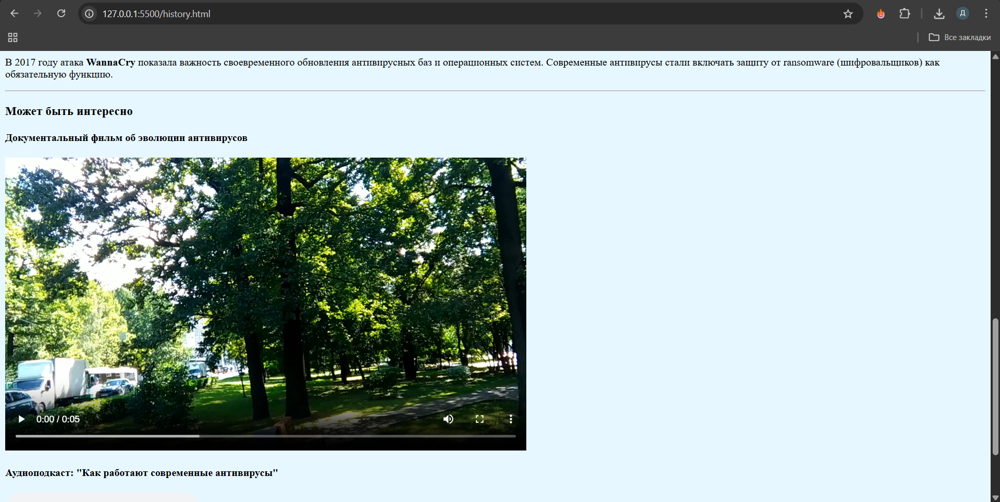 127.0.0.1:5500/history.html
Д
Все закладки
В 2017 году атака WannaCry показала важность своевременного обновления антивирусных баз и операционных систем. Современные антивирусы стали включать защиту от ransomware (шифровальщиков) как
обязательную функцию.
Может быть интересно
Документальный фильм об эволюции антивирусов
0:00 / 0:05
Аудиоподкаст: "Как работают современные антивирусы"